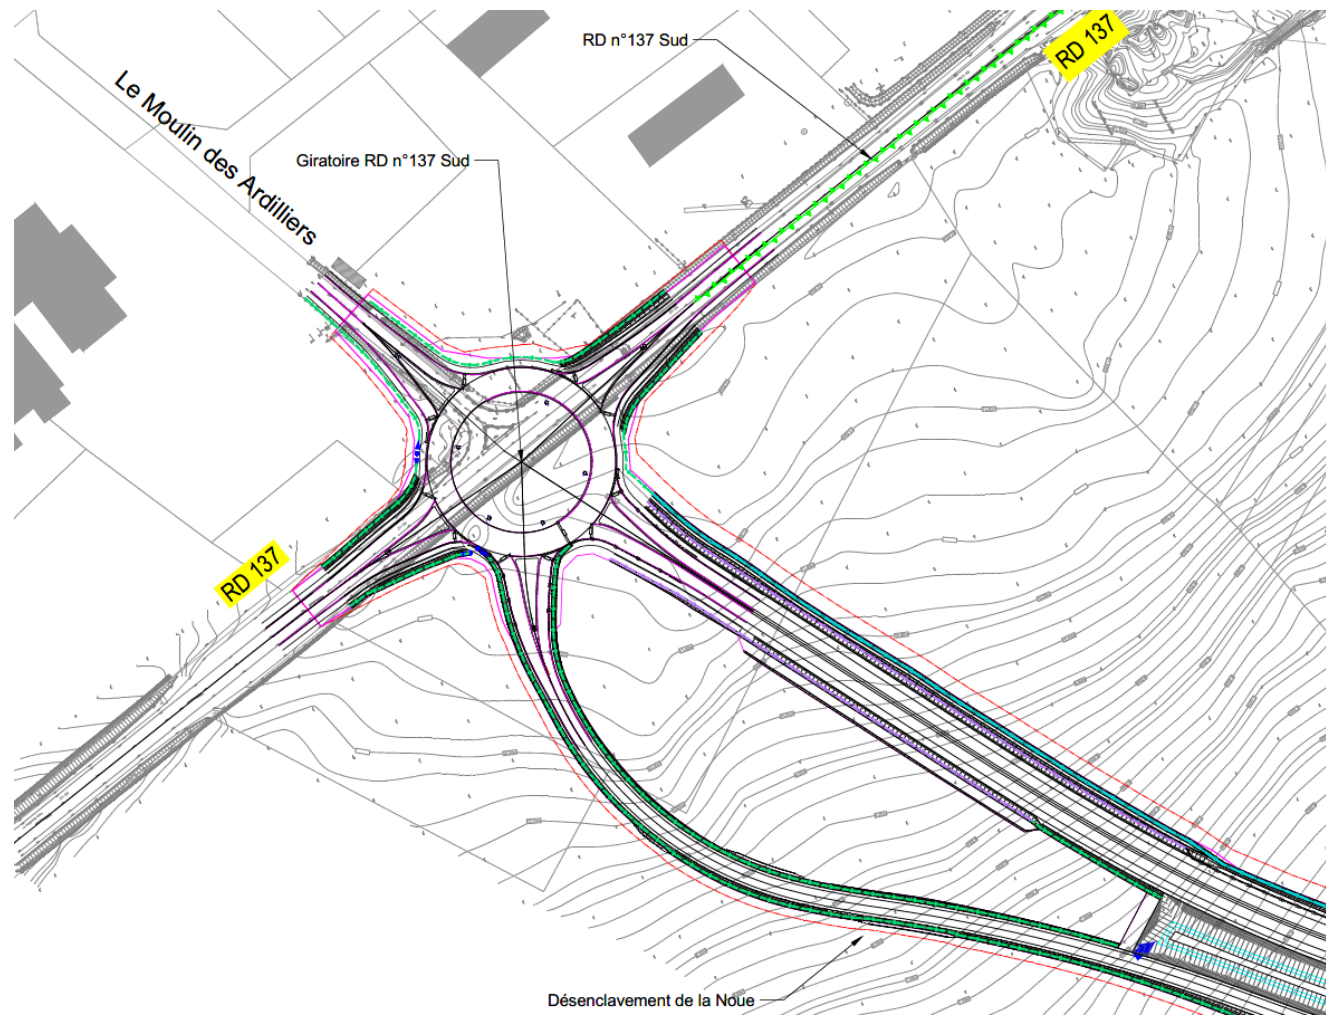 RD n°137 Sud
RD 137
Le Moulin des Ardilliers
Giratoire RD n°137 Sud
RD 137
Désenclavement de la Noue